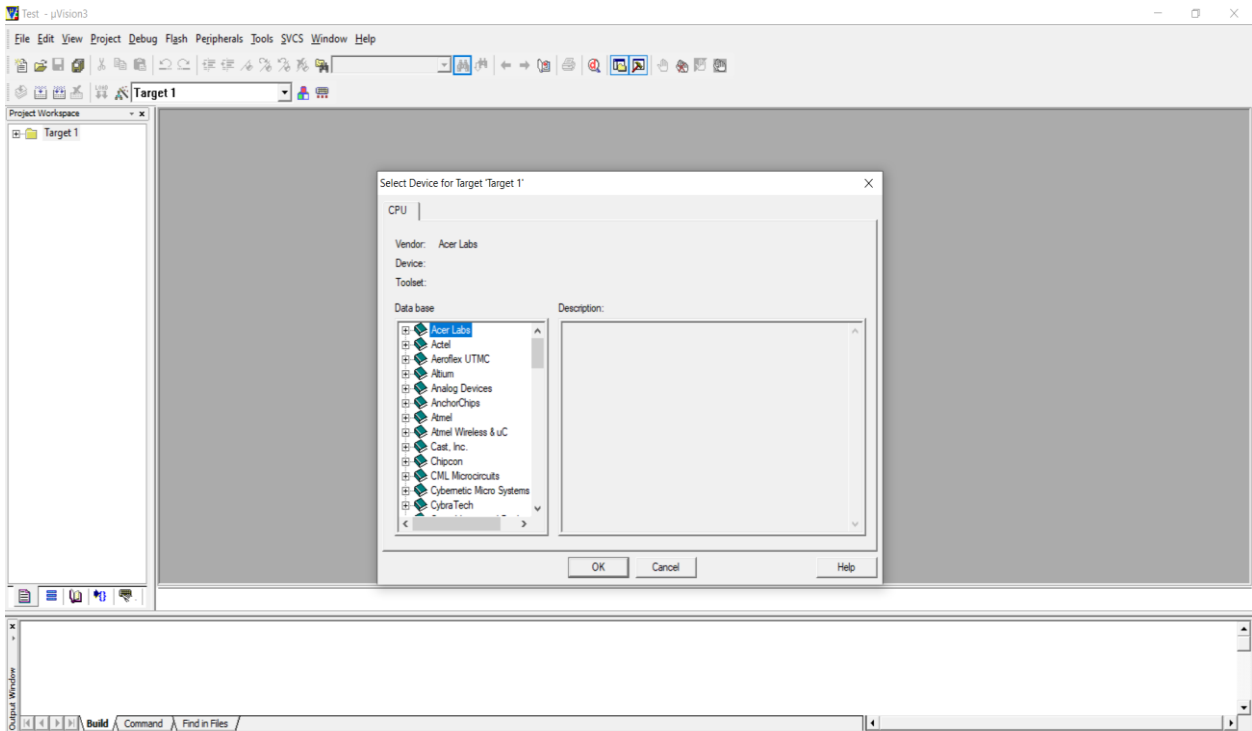 Test - µVision3
File Edit View Project Debug Flash Peripherals Tools SVCS Window Help
Target 1
Project Workspace
Target 1
Select Device for Target 'Target 1'
CPU
Vendor: Acer Labs
Device:
Toolset:
Data base
Description:
Acer Labs
Actel
Aeroflex UTMC
Altium
Analog Devices
AnchorChips
Atmel
Atmel Wireless & uC
Cast, Inc.
Chipcon
CML Microcircuits
Cybernetic Micro Systems
CybraTech
OK Cancel Help
Output Window
Build Command Find in Files